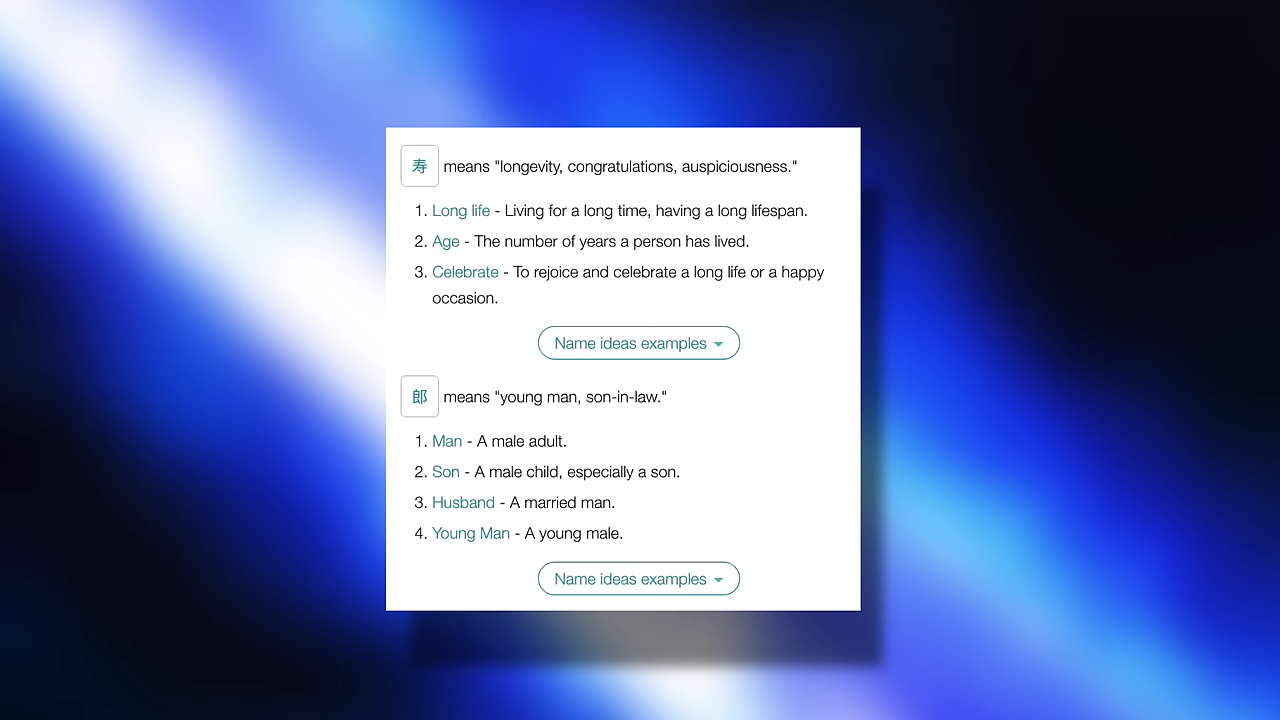 寿 means "longevity, congratulations, auspiciousness."
1. Long life - Living for a long time, having a long lifespan.
2. Age - The number of years a person has lived.
3. Celebrate - To rejoice and celebrate a long life or a happy
occasion.
Name ideas examples
郎 means "young man, son-in-law."
1. Man - A male adult.
2. Son - A male child, especially a son.
3. Husband - A married man.
4. Young Man - A young male.
Name ideas examples